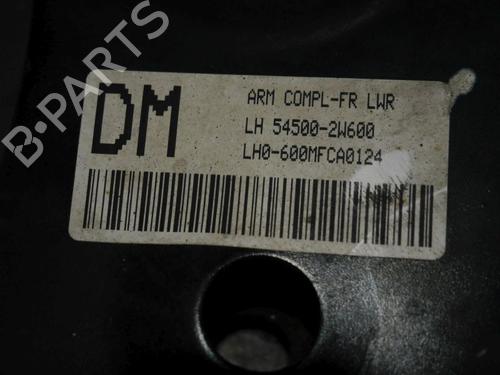 DM
ARM COMPL-FR LWR
LH 54500-2W600
LH0-600MFCA0124
B-PARTS